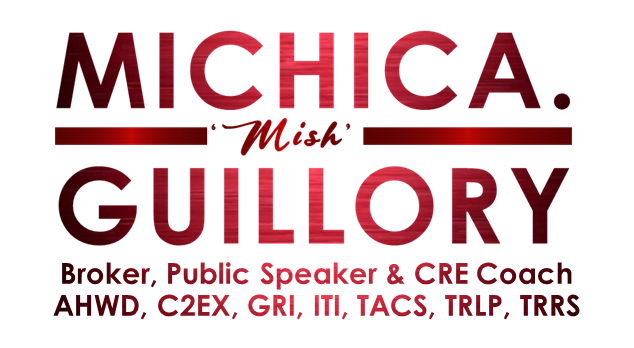 MICHICA.
‘Mish’
GUILLORY
Broker, Public Speaker & CRE Coach
AHWD, C2EX, GRI, ITI, TACS, TRLP, TRRS